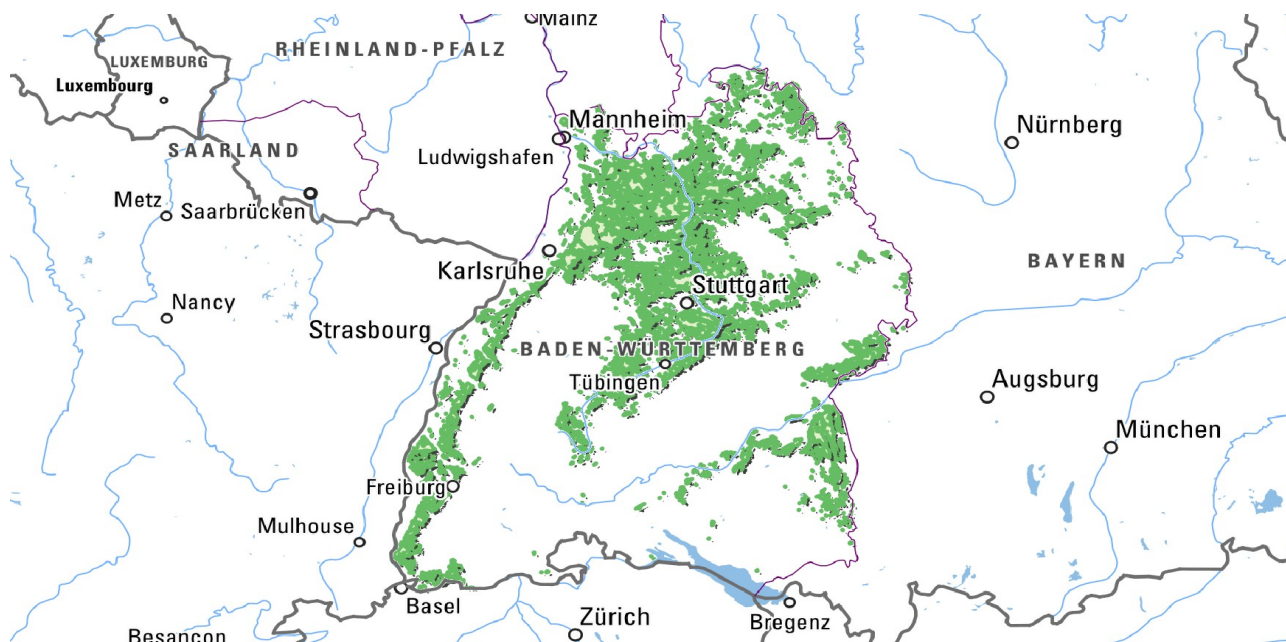 Mainz
RHEINLAND-PFALZ
LUXEMBURG
Luxembourg
Mannheim
Nürnberg
Ludwigshafen
SAARLAND
Metz
Saarbrücken
Karlsruhe
BAYERN
Stuttgart
Nancy
Strasbourg
BADEN-WÜRTTEMBERG
Tübingen
Augsburg
München
Freiburg
Mulhouse
Basel
Zürich
Bregenz
Besançon